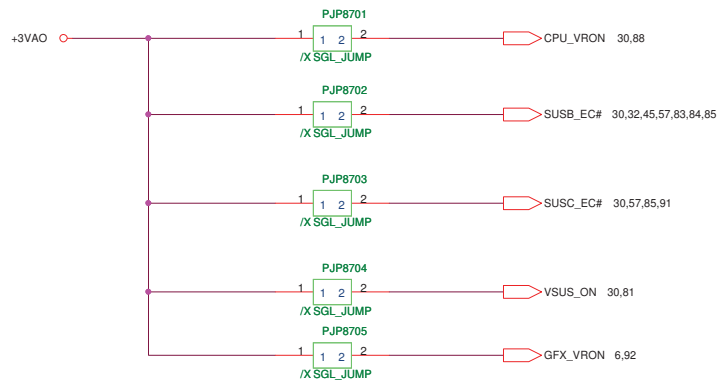 PJP8701
+3VAO 1 1 2 2 CPU_VRON 30,88
/X SGL_JUMP
PJP8702
1 1 2 2 SUSB_EC# 30,32,45,57,83,84,85
/X SGL_JUMP
PJP8703
1 1 2 2 SUSC_EC# 30,57,85,91
/X SGL_JUMP
PJP8704
1 1 2 2 VSUS_ON 30,81
/X SGL_JUMP
PJP8705
1 1 2 2 GFX_VRON 6,92
/X SGL_JUMP